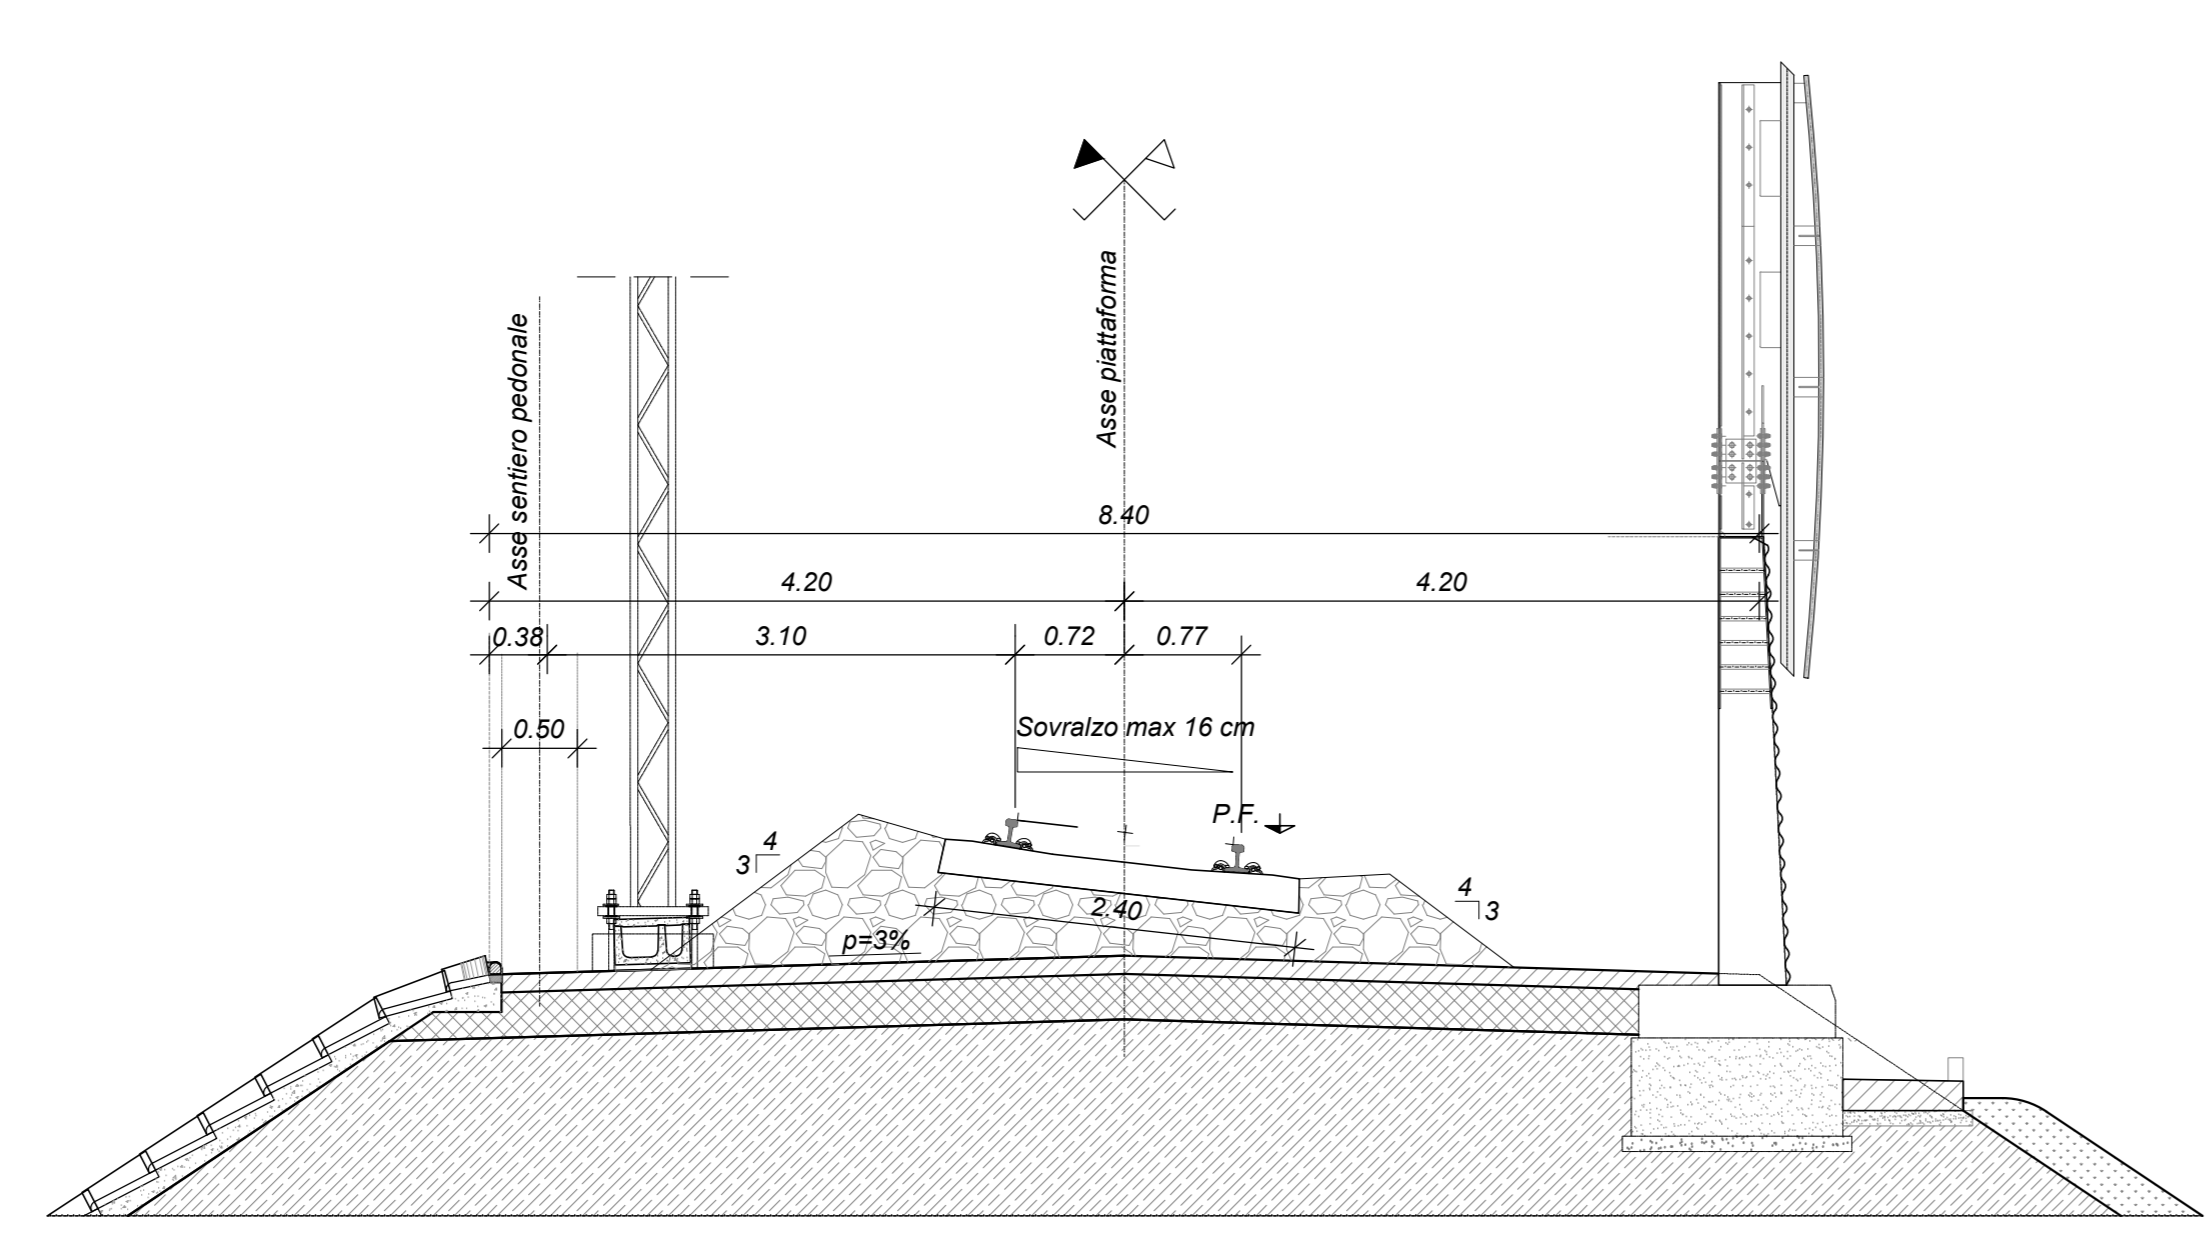 Asse sentiero pedonale
Asse piattaforma
8.40
4.20
4.20
0.38
3.10
0.72
0.77
0.50
Sovralzo max 16 cm
P.F.
4
3
4
3
2.40
p=3%